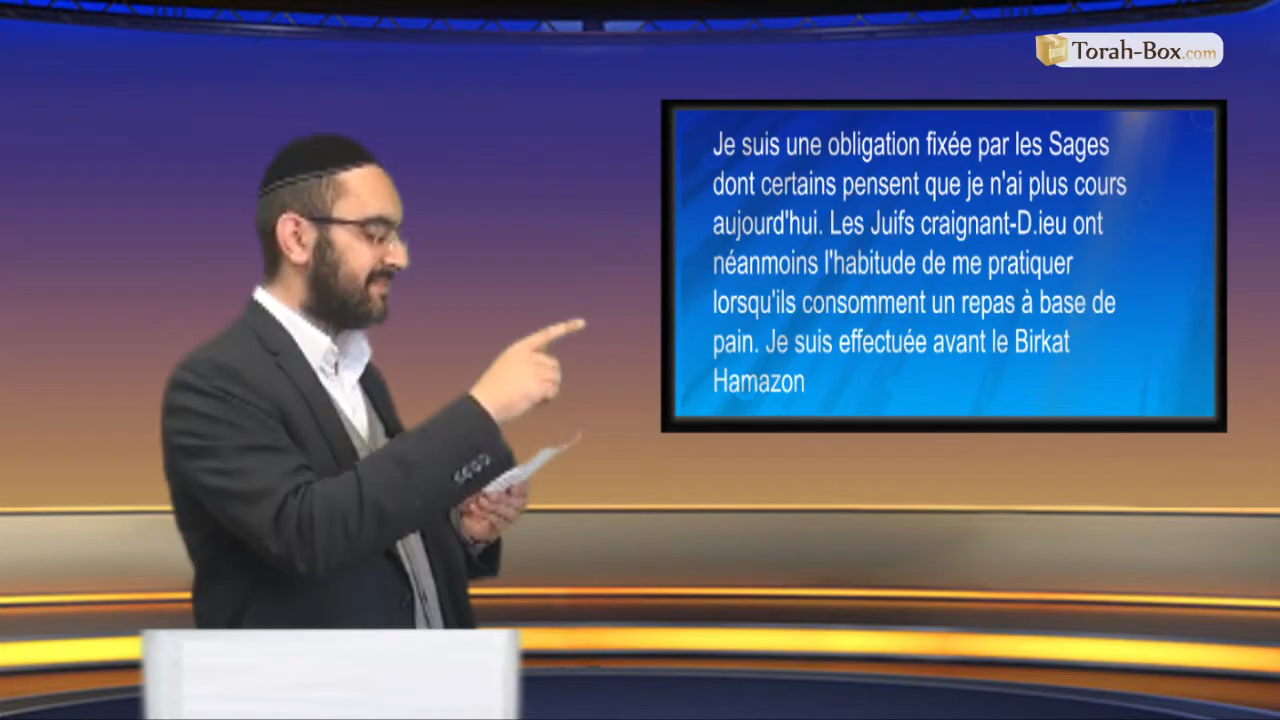 Torah-Box.com
Je suis une obligation fixée par les Sages
dont certains pensent que je n'ai plus cours
aujourd'hui. Les Juifs craignant-D.ieu ont
néanmoins l'habitude de me pratiquer
lorsqu'ils consomment un repas à base de
pain. Je suis effectuée avant le Birkat
Hamazon